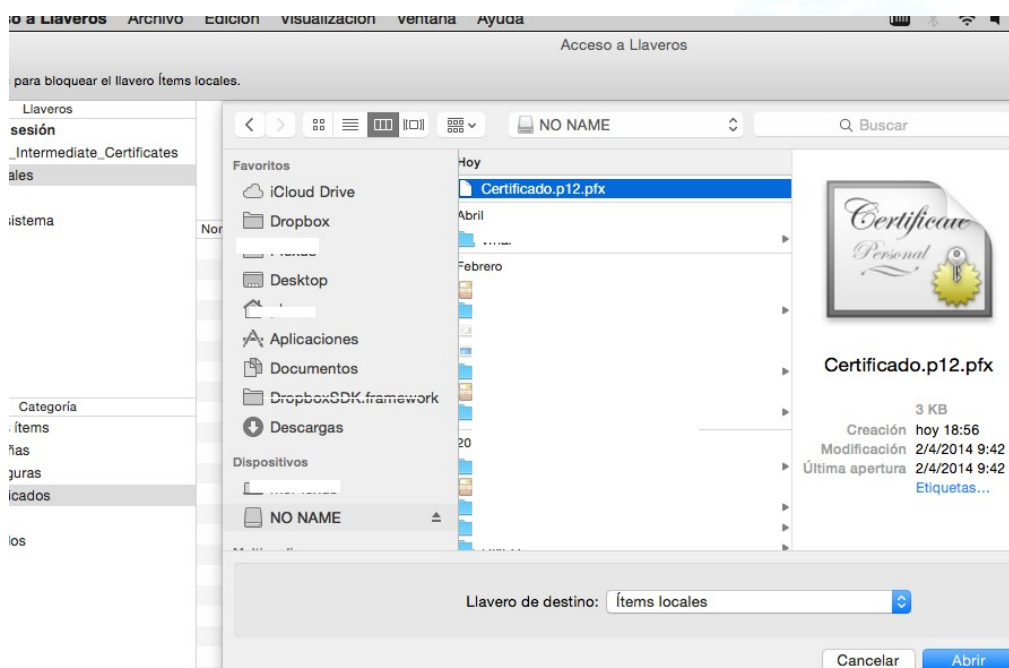 so a Llaveros Archivo Edición Visualización Ventana Ayuda
Acceso a Llaveros
para bloquear el llavero Ítems locales.
Llaveros
sesión
_Intermediate_Certificates
ales
sistema
Nor
Categoría
ítems
ñas
guras
icados
los
NO NAME
Buscar
Favoritos
iCloud Drive
Dropbox
Desktop
Aplicaciones
Documentos
DropboxSDK.framework
Descargas
Dispositivos
NO NAME
Hoy
Certificado.p12.pfx
Abril
Febrero
20
Certificate
Personal
Certificado.p12.pfx
3 KB
Creación hoy 18:56
Modificación 2/4/2014 9:42
Última apertura 2/4/2014 9:42
Etiquetas...
Llavero de destino: Ítems locales
Cancelar Abrir